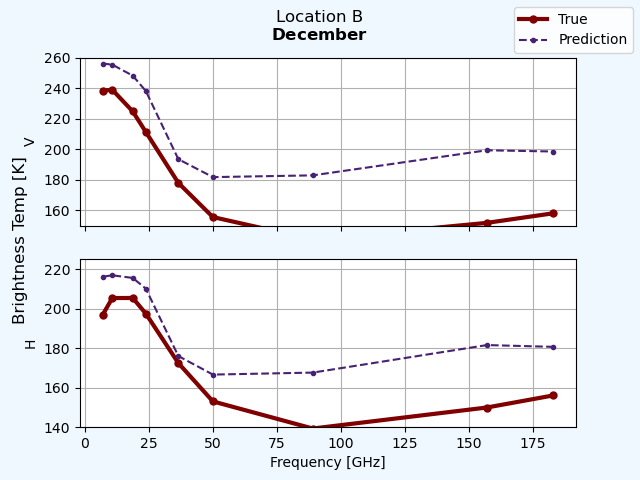 Location B
December
True
Prediction
Brightness Temp [K]
V
260
240
220
200
180
160
H
220
200
180
160
140
0
25
50
75
100
125
150
175
Frequency [GHz]